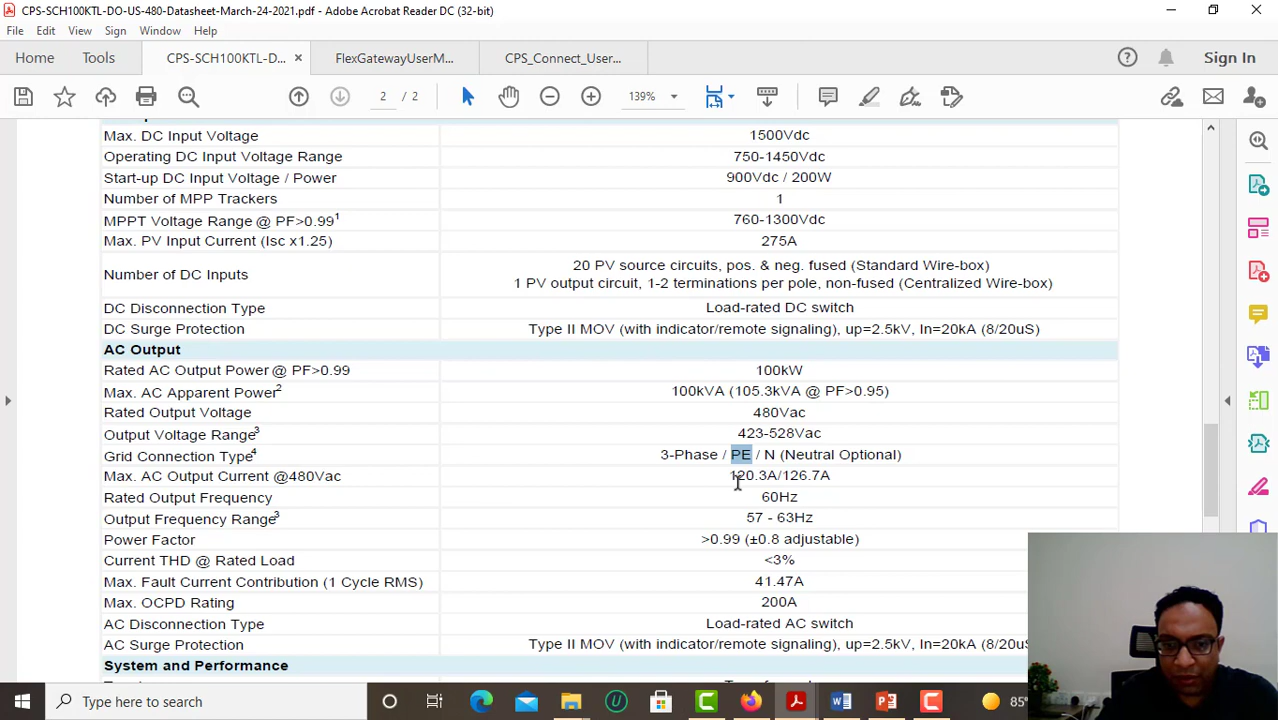 CPS-SCH100KTL-DO-US-480-Datasheet-March-24-2021.pdf - Adobe Acrobat Reader DC (32-bit)
File Edit View Sign Window Help
Home Tools CPS-SCH100KTL-D... FlexGatewayUserM... CPS_Connect_User... Sign In
2 / 2 139%
Max. DC Input Voltage 1500Vdc
Operating DC Input Voltage Range 750-1450Vdc
Start-up DC Input Voltage / Power 900Vdc / 200W
Number of MPP Trackers 1
MPPT Voltage Range @ PF>0.99¹ 760-1300Vdc
Max. PV Input Current (Isc x1.25) 275A
Number of DC Inputs 20 PV source circuits, pos. & neg. fused (Standard Wire-box)
1 PV output circuit, 1-2 terminations per pole, non-fused (Centralized Wire-box)
DC Disconnection Type Load-rated DC switch
DC Surge Protection Type II MOV (with indicator/remote signaling), up=2.5kV, In=20kA (8/20uS)
AC Output
Rated AC Output Power @ PF>0.99 100kW
Max. AC Apparent Power² 100kVA (105.3kVA @ PF>0.95)
Rated Output Voltage 480Vac
Output Voltage Range³ 423-528Vac
Grid Connection Type⁴ 3-Phase / PE / N (Neutral Optional)
Max. AC Output Current @480Vac 120.3A/126.7A
Rated Output Frequency 60Hz
Output Frequency Range³ 57 - 63Hz
Power Factor >0.99 (±0.8 adjustable)
Current THD @ Rated Load <3%
Max. Fault Current Contribution (1 Cycle RMS) 41.47A
Max. OCPD Rating 200A
AC Disconnection Type Load-rated AC switch
AC Surge Protection Type II MOV (with indicator/remote signaling), up=2.5kV, In=20kA (8/20uS
System and Performance
Type here to search 85°